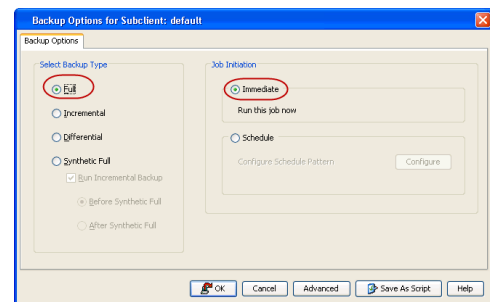 Backup Options for Subclient: default
Backup Options
Select Backup Type
Full
Incremental
Differential
Synthetic Full
Run Incremental Backup
Before Synthetic Full
After Synthetic Full
Job Initiation
Immediate
Run this job now
Schedule
Configure Schedule Pattern
Configure
OK
Cancel
Advanced
Save As Script
Help